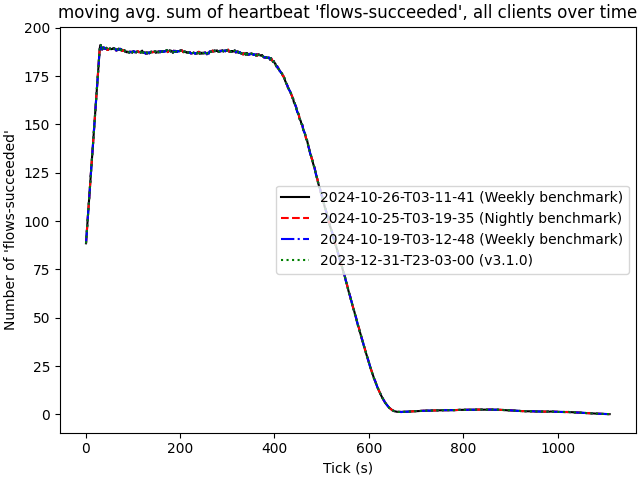 moving avg. sum of heartbeat 'flows-succeeded', all clients over time
Number of 'flows-succeeded'
200
175
150
125
100
75
50
25
0
2024-10-26-T03-11-41 (Weekly benchmark)
2024-10-25-T03-19-35 (Nightly benchmark)
2024-10-19-T03-12-48 (Weekly benchmark)
2023-12-31-T23-03-00 (v3.1.0)
0 200 400 600 800 1000
Tick (s)